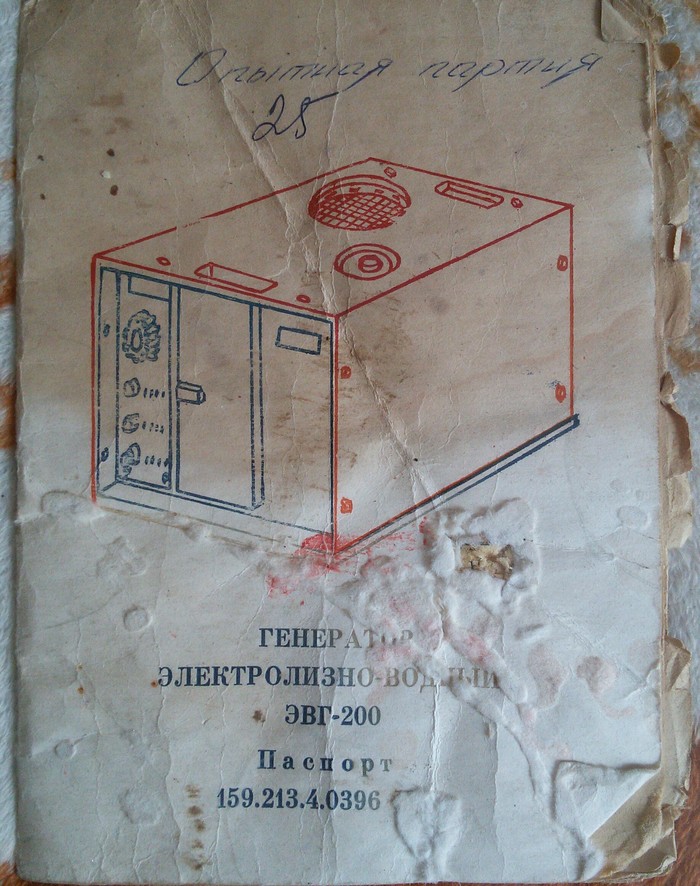 Опытная партия
25
ГЕНЕРАТОР
ЭЛЕКТРОЛИЗНО-ВОДНЫЙ
ЭВГ-200
Паспорт
159.213.4.0396